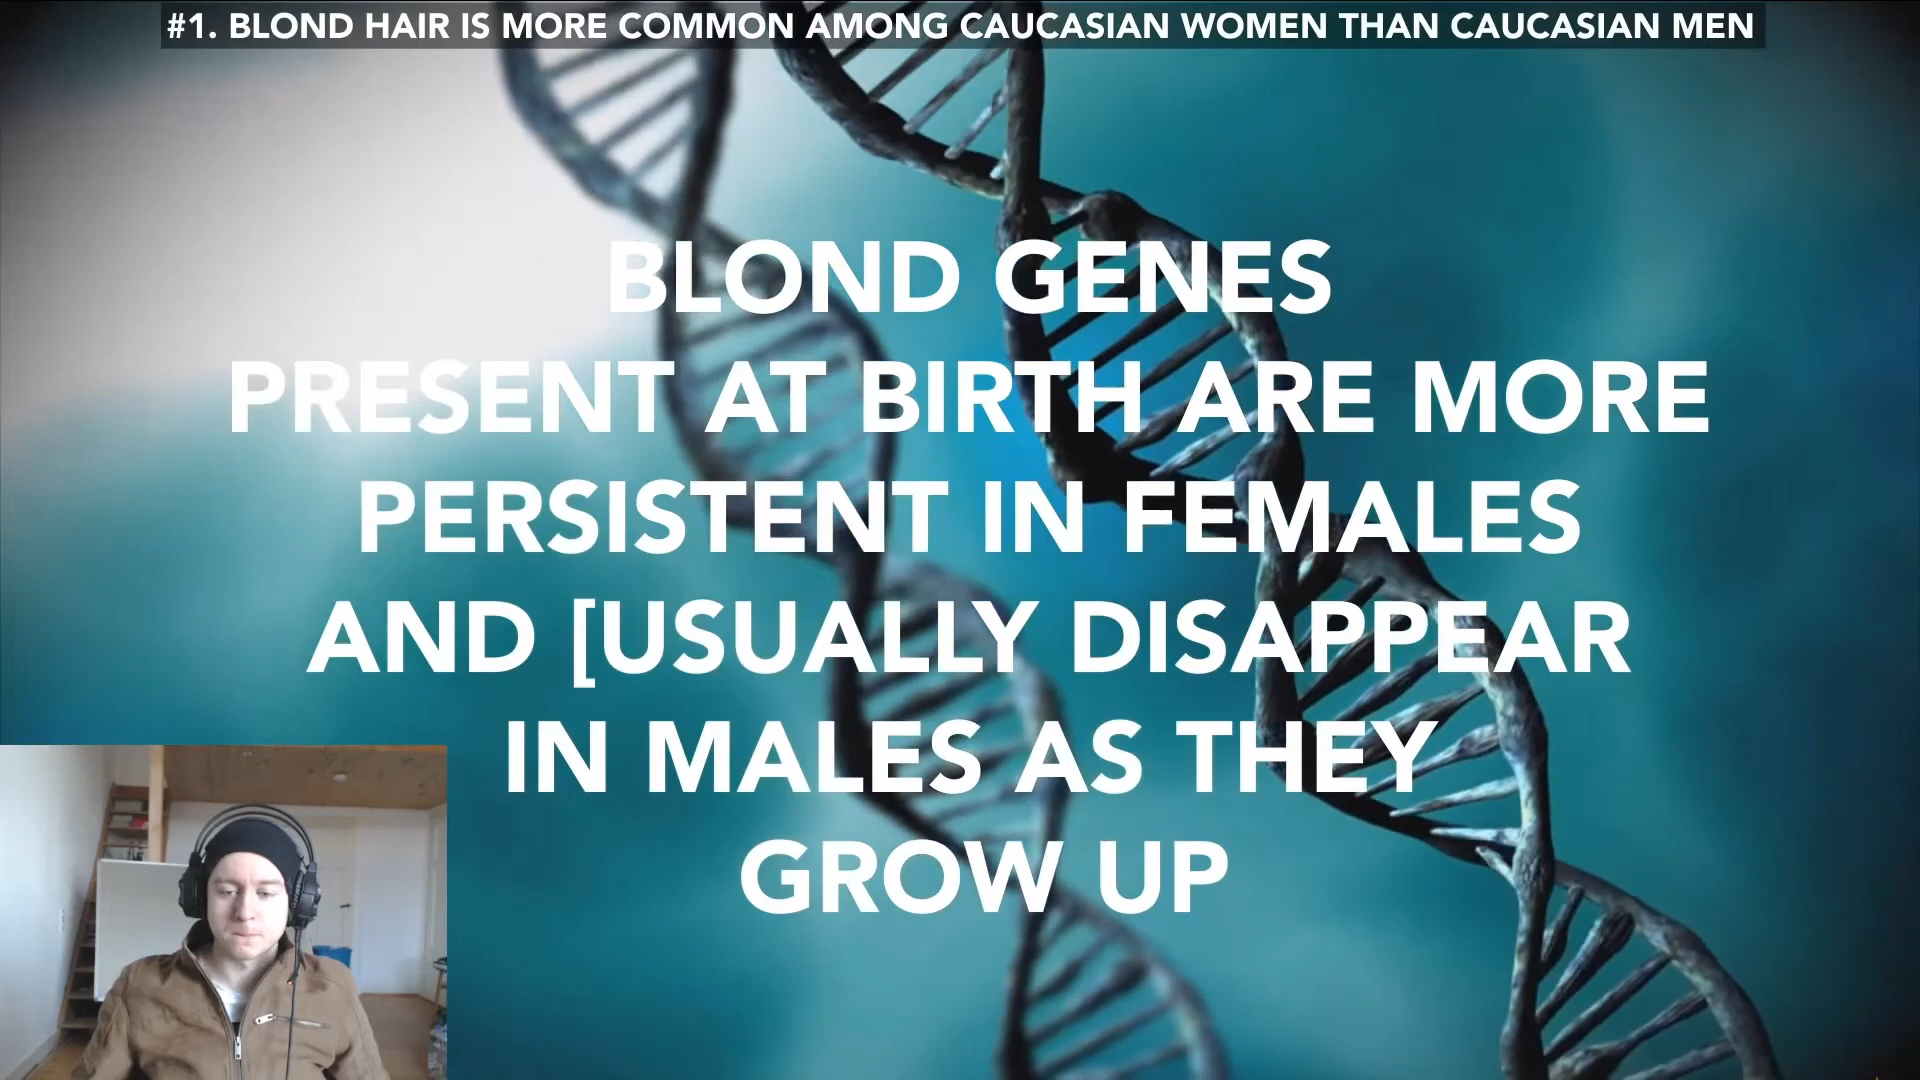 #1. BLOND HAIR IS MORE COMMON AMONG CAUCASIAN WOMEN THAN CAUCASIAN MEN
BLOND GENES
PRESENT AT BIRTH ARE MORE
PERSISTENT IN FEMALES
AND [USUALLY DISAPPEAR
IN MALES AS THEY
GROW UP